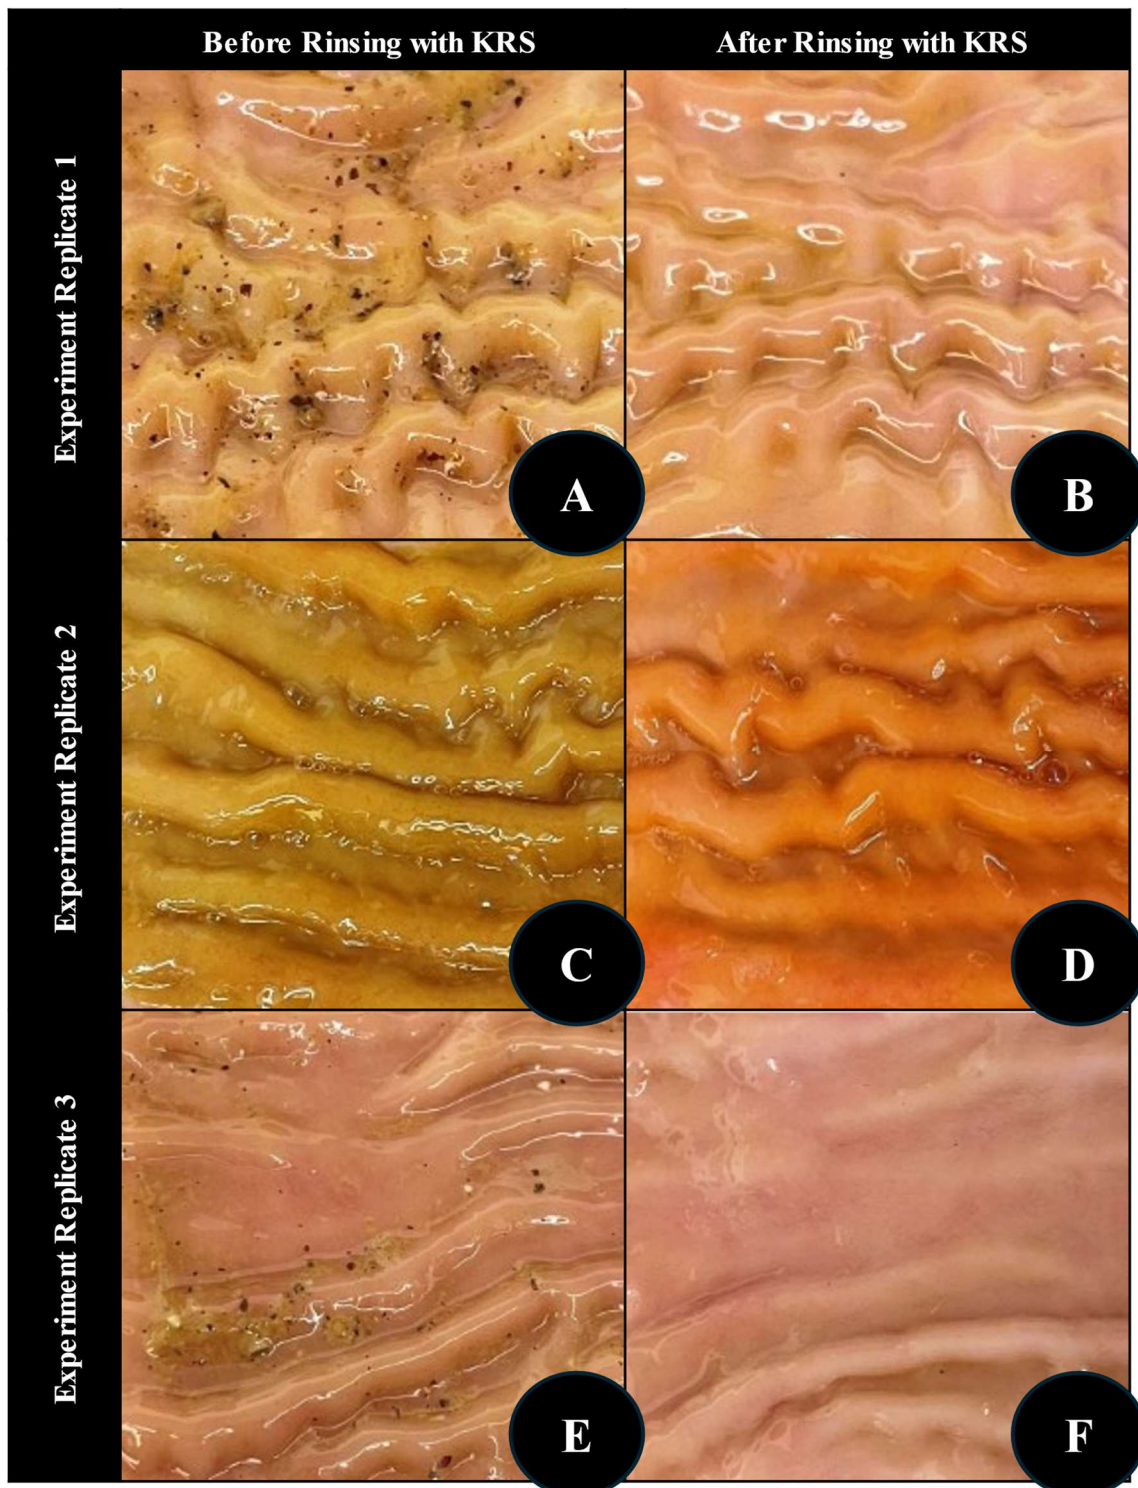 Before Rinsing with KRS
After Rinsing with KRS
Experiment Replicate 1
A
B
Experiment Replicate 2
C
D
Experiment Replicate 3
E
F